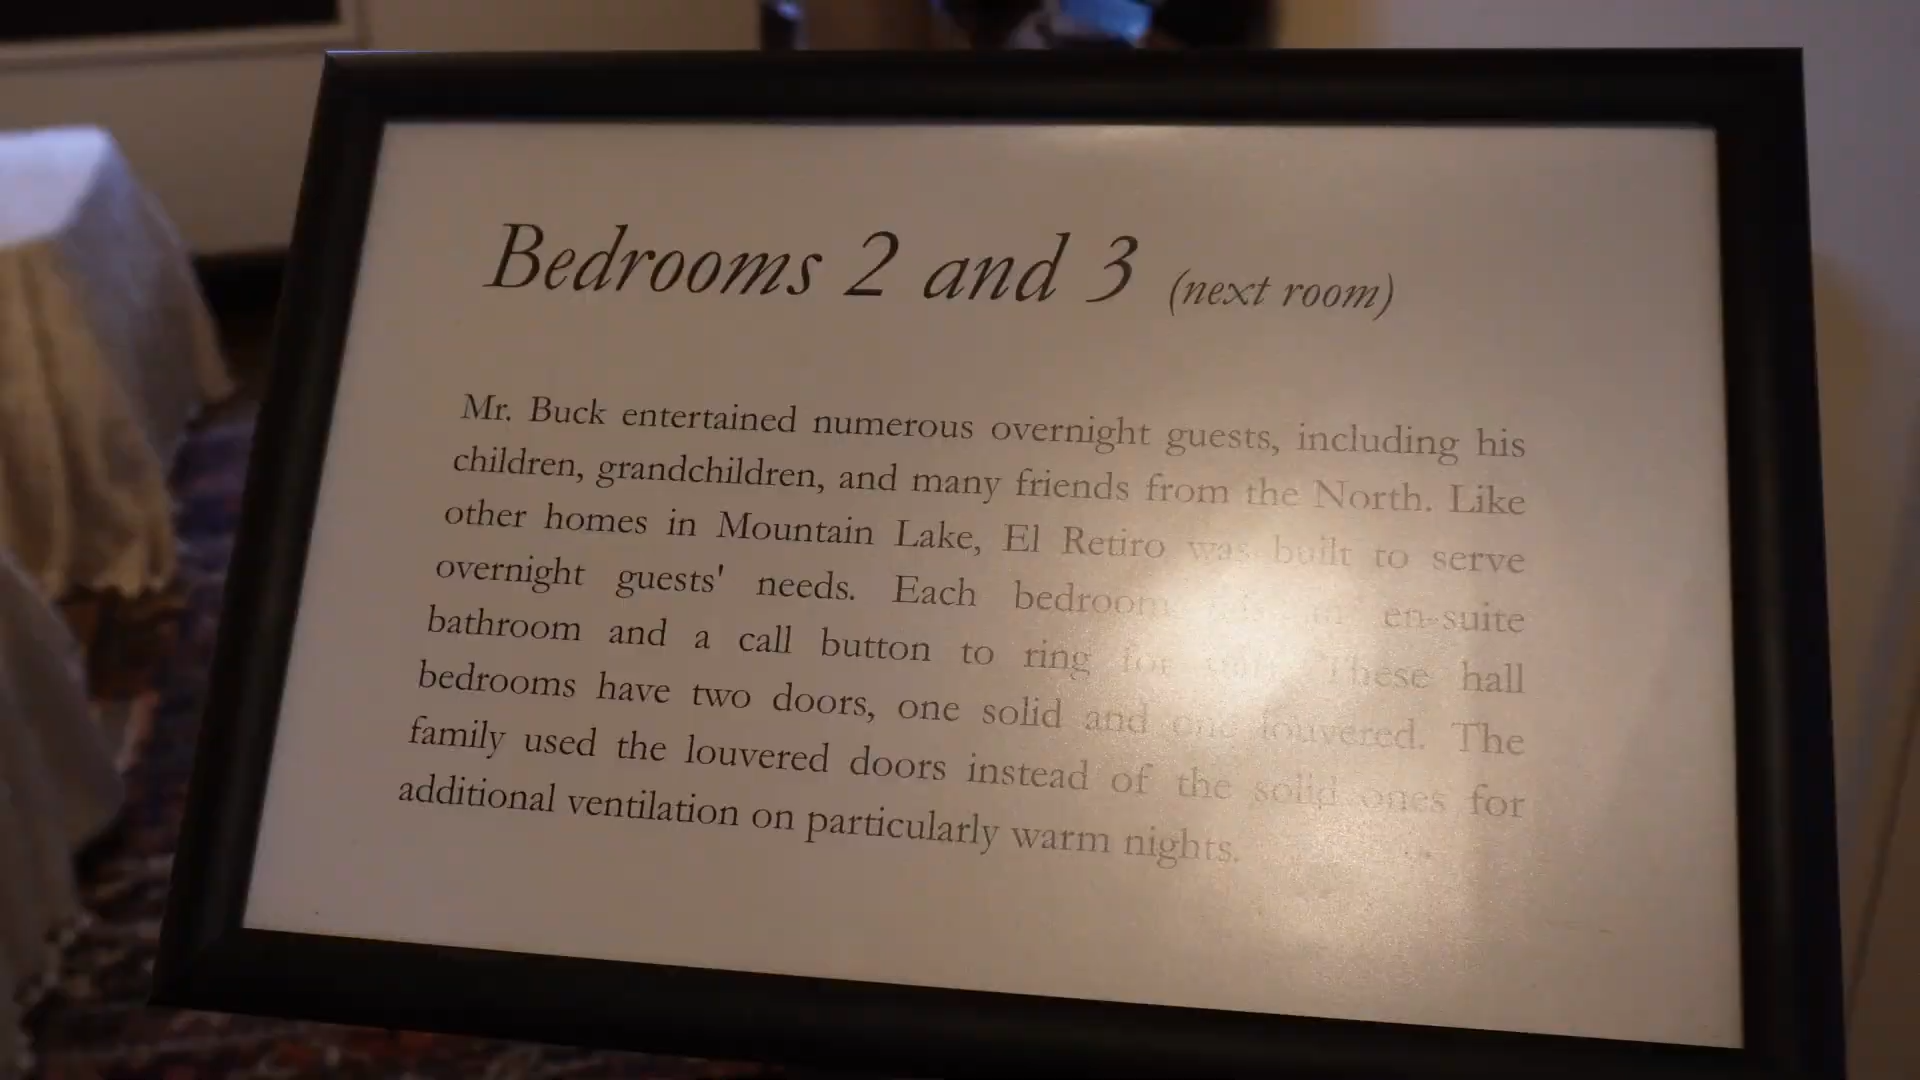 Bedrooms 2 and 3 (next room)
Mr. Buck entertained numerous overnight guests, including his
children, grandchildren, and many friends from the North. Like
other homes in Mountain Lake, El Retiro was built to serve
overnight guests' needs. Each bedroom en-suite
bathroom and a call button to ring for These hall
bedrooms have two doors, one solid and one louvered. The
family used the louvered doors instead of the solid ones for
additional ventilation on particularly warm nights.